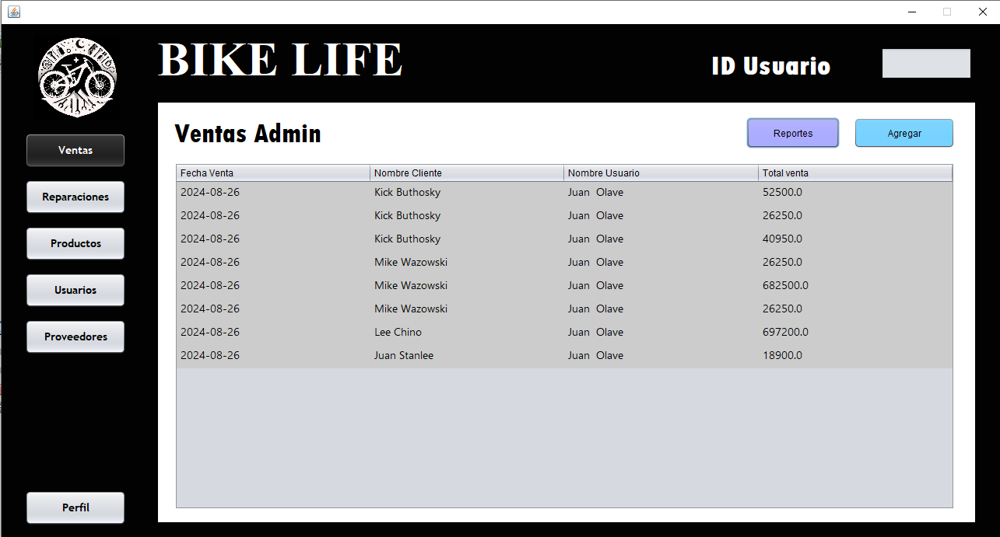 BIKE LIFE
ID Usuario
Ventas Admin
Reportes
Agregar
Ventas
Reparaciones
Productos
Usuarios
Proveedores
Perfil
Fecha Venta Nombre Cliente Nombre Usuario Total venta
2024-08-26 Kick Buthosky Juan  Olave 52500.0
2024-08-26 Kick Buthosky Juan  Olave 26250.0
2024-08-26 Kick Buthosky Juan  Olave 40950.0
2024-08-26 Mike Wazowski Juan  Olave 26250.0
2024-08-26 Mike Wazowski Juan  Olave 682500.0
2024-08-26 Mike Wazowski Juan  Olave 26250.0
2024-08-26 Lee Chino Juan  Olave 697200.0
2024-08-26 Juan Stanlee Juan  Olave 18900.0